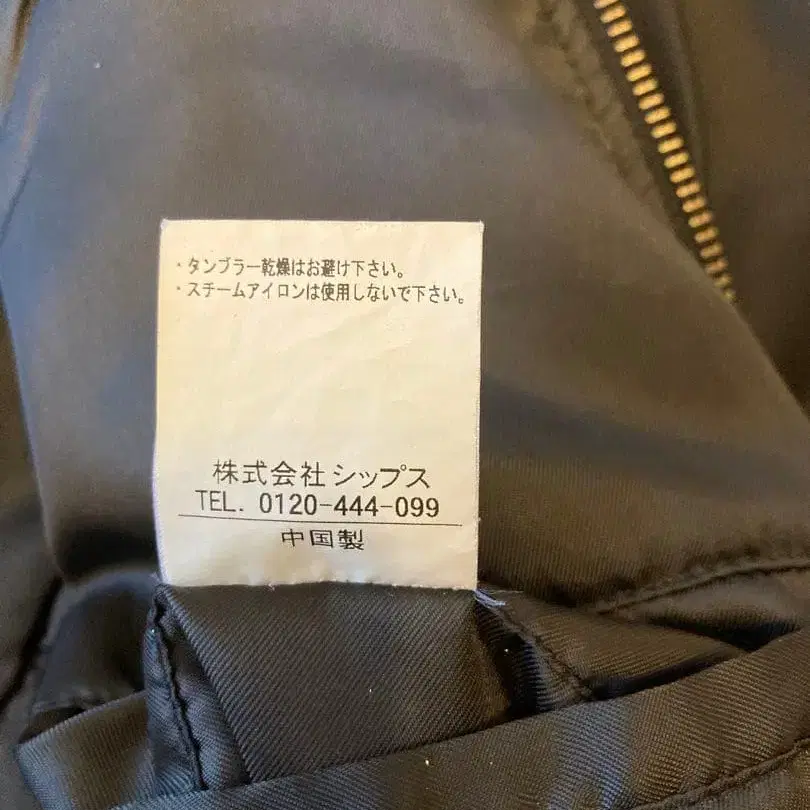 ・タンブラー乾燥はお避け下さい。
・スチームアイロンは使用しないで下さい。
株式会社 シップス
TEL. 0120-444-099
中国製